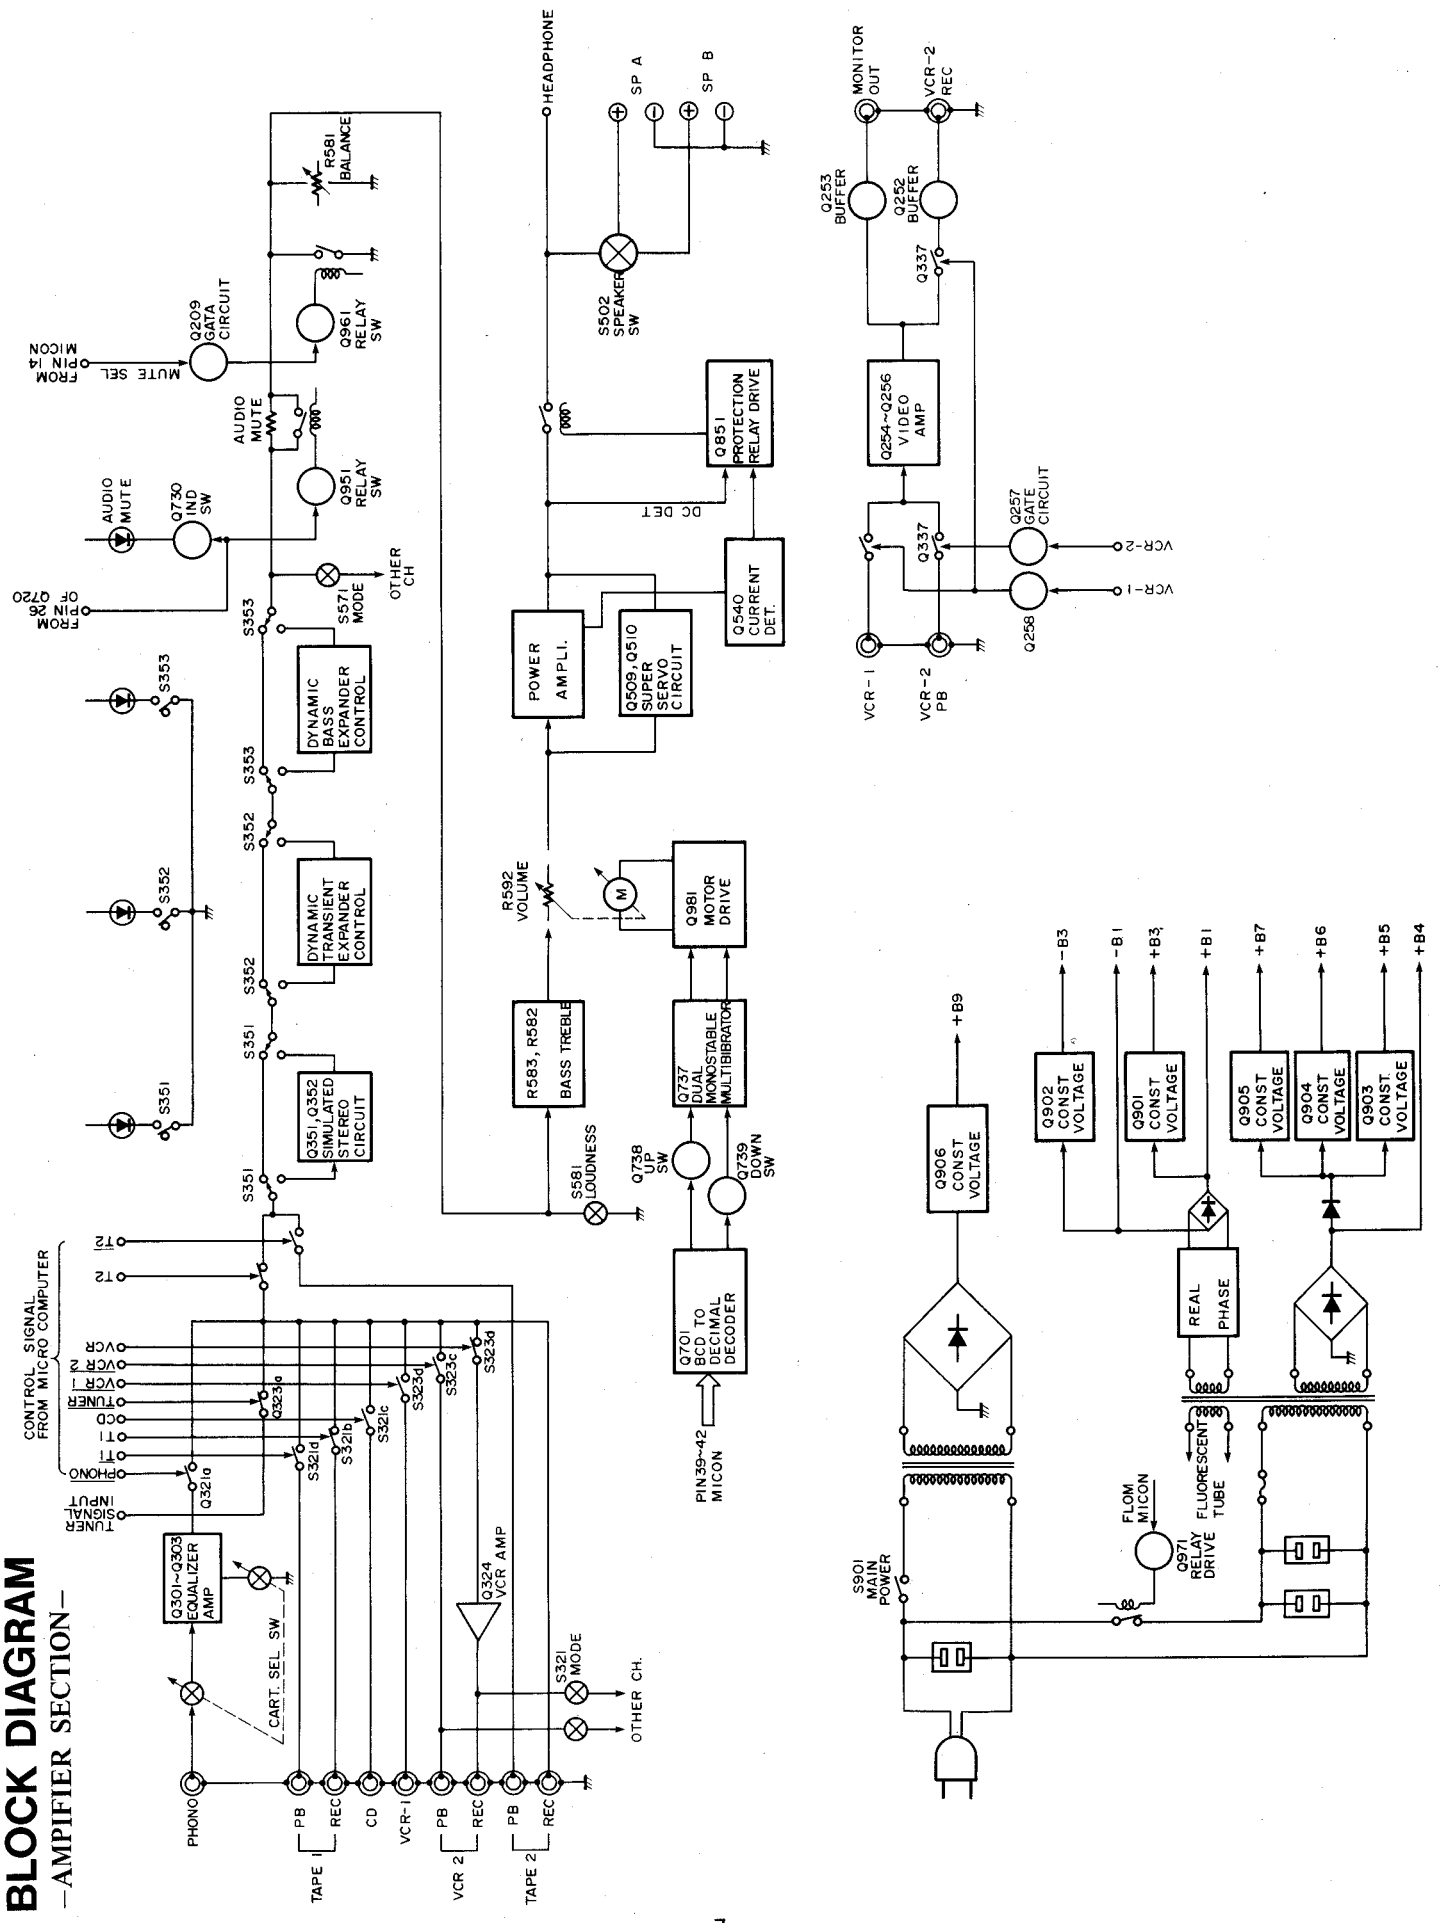 BLOCK DIAGRAM
—AMPIFIER SECTION—
PHONO
PB
REC
TAPE 1
CD
VCR-1
PB
REC
VCR 2
PB
REC
TAPE 2
CART. SEL SW
Q301~Q303
EQUALIZER
AMP
TUNER
SIGNAL
INPUT
CONTROL SIGNAL
FROM MICRO COMPUTER
PHONO
T1
T1
CD
TUNER
VCR 1
VCR 2
VCR
T2
T2
Q321a
S321d
S321b
S321c
Q323a
S323d
S323c
S323d
Q324
VCR AMP
S321
MODE
OTHER CH.
S351
Q351, Q352
SIMULATED
STEREO
CIRCUIT
S351
S351
S352
DYNAMIC
TRANSIENT
EXPANDER
CONTROL
S352
S352
S353
DYNAMIC
BASS
EXPANDER
CONTROL
S353
S353
FROM
PIN 26
OF Q720
AUDIO
MUTE
Q730
IND
SW
S571
MODE
OTHER
CH
Q951
RELAY
SW
AUDIO
MUTE
FROM
PIN 14
MICON
MUTE SEL
Q209
GATA
CIRCUIT
Q961
RELAY
SW
R581
BALANCE
S581
LOUDNESS
R583, R582
BASS TREBLE
R592
VOLUME
POWER
AMPLI.
Q509, Q510
SUPER
SERVO
CIRCUIT
Q540
CURRENT
DET.
DC DET
Q851
PROTECTION
RELAY DRIVE
HEADPHONE
S502
SPEAKER
SW
SP A
SP B
+
−
+
−
PIN39~42
MICON
Q701
BCD TO
DECIMAL
DECODER
Q738
UP
SW
Q739
DOWN
SW
Q737
DUAL
MONOSTABLE
MULTIBIBRATOR
Q981
MOTOR
DRIVE
M
VCR-1
VCR-2
PB
Q337
Q258
Q257
GATE
CIRCUIT
VCR-1
VCR-2
Q254~Q256
VIDEO
AMP
Q337
Q253
BUFFER
Q252
BUFFER
MONITOR
OUT
VCR-2
REC
S901
MAIN
POWER
FLOM
MICON
Q971
RELAY
DRIVE
FLUORESCENT
TUBE
REAL
PHASE
Q906
CONST
VOLTAGE
+B9
Q902
CONST
VOLTAGE
-B3
-B1
Q901
CONST
VOLTAGE
+B3
+B1
Q905
CONST
VOLTAGE
+B7
Q904
CONST
VOLTAGE
+B6
Q903
CONST.
VOLTAGE
+B5
+B4